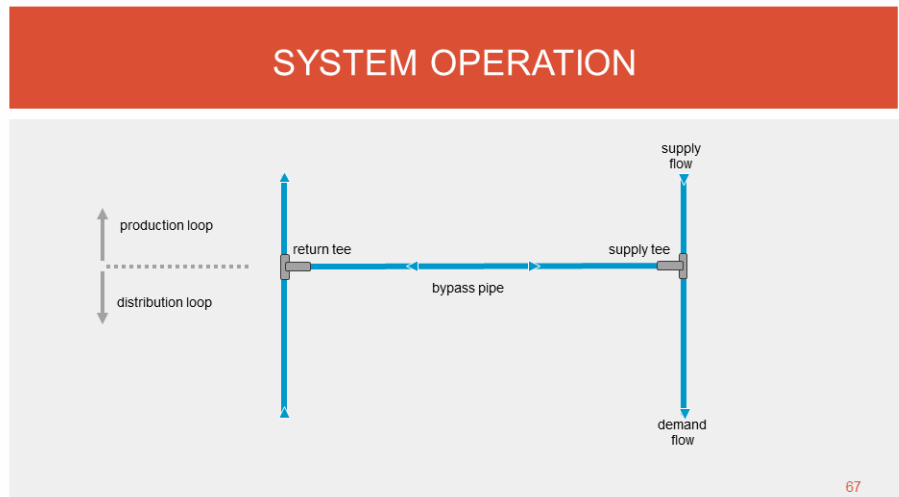 SYSTEM OPERATION
supply
flow
production loop
return tee
supply tee
bypass pipe
distribution loop
demand
flow
67